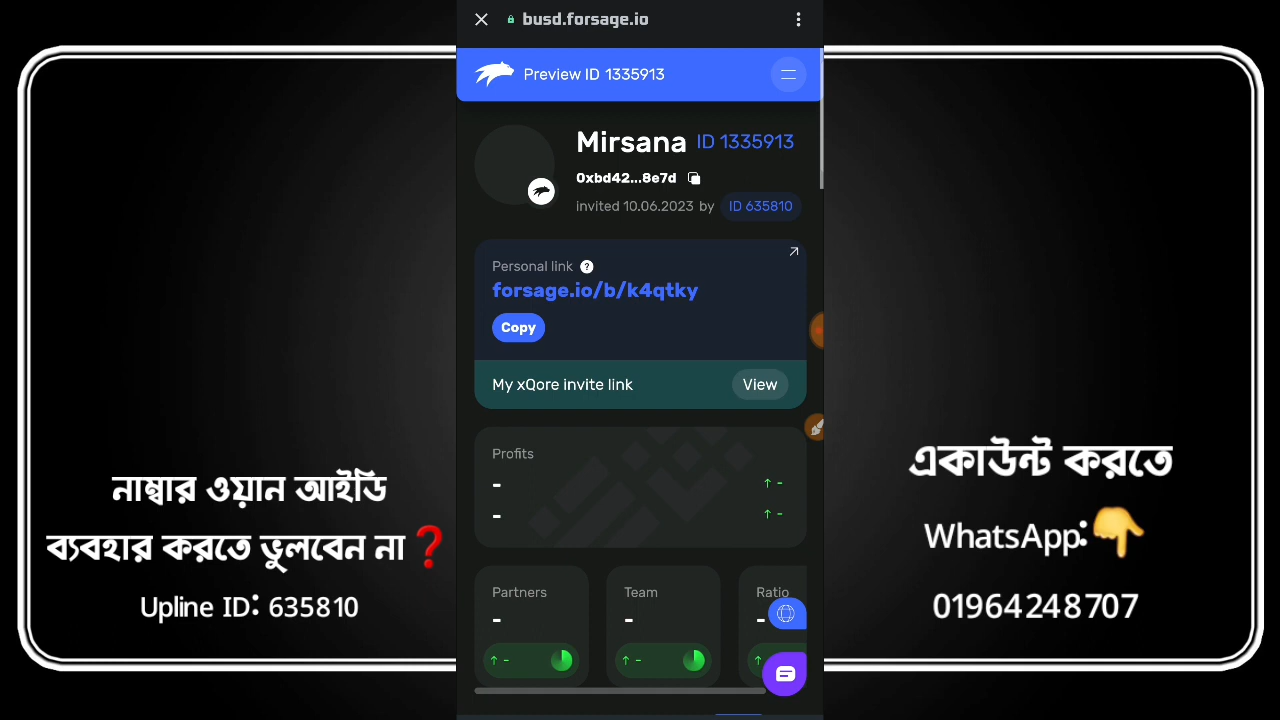 busd.forsage.io
Preview ID 1335913
Mirsana ID 1335913
0xbd42...8e7d
invited 10.06.2023 by ID 635810
Personal link ?
forsage.io/b/k4qtky
Copy
My xQore invite link View
Profits
- ↑ -
- ↑ -
Partners Team Ratio
- - -
↑ - ↑ - ↑
নাম্বার ওয়ান আইডি
ব্যবহার করতে ভুলবেন না❓
Upline ID: 635810
একাউন্ট করতে
WhatsApp:👇
01964248707